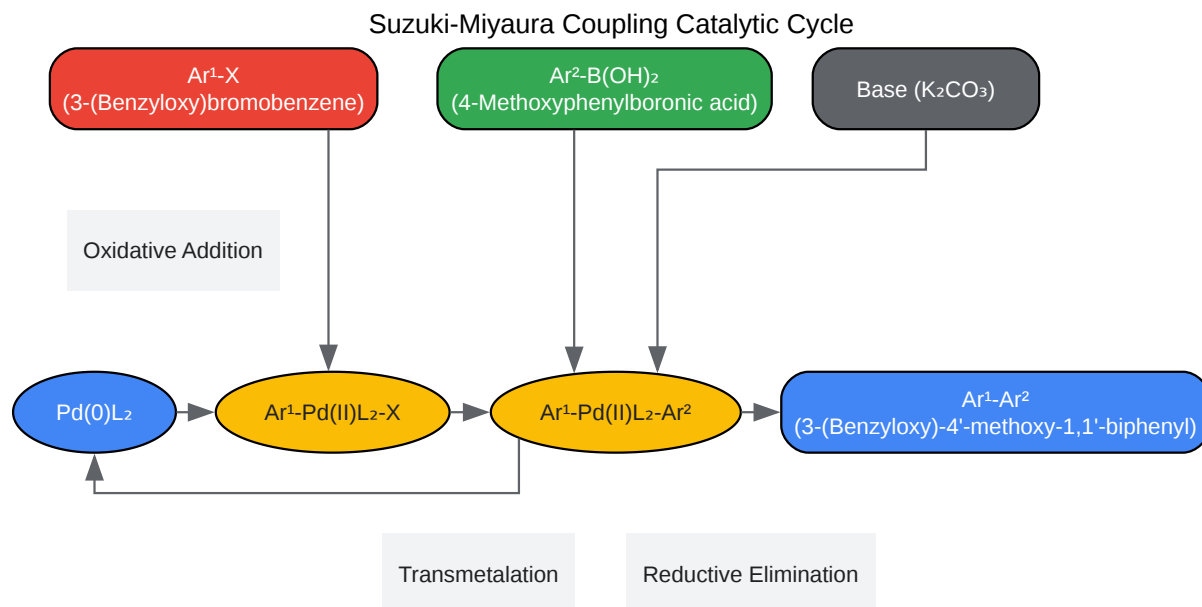 Suzuki-Miyaura Coupling Catalytic Cycle
Ar¹-X
(3-(Benzyloxy)bromobenzene)
Ar²-B(OH)₂
(4-Methoxyphenylboronic acid)
Base (K₂CO₃)
Oxidative Addition
Pd(0)L₂
Ar¹-Pd(II)L₂-X
Ar¹-Pd(II)L₂-Ar²
Ar¹-Ar²
(3-(Benzyloxy)-4'-methoxy-1,1'-biphenyl)
Transmetalation
Reductive Elimination